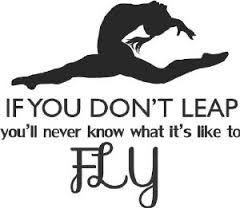 IF YOU DON'T LEAP
you'll never know what it's like to
FLY